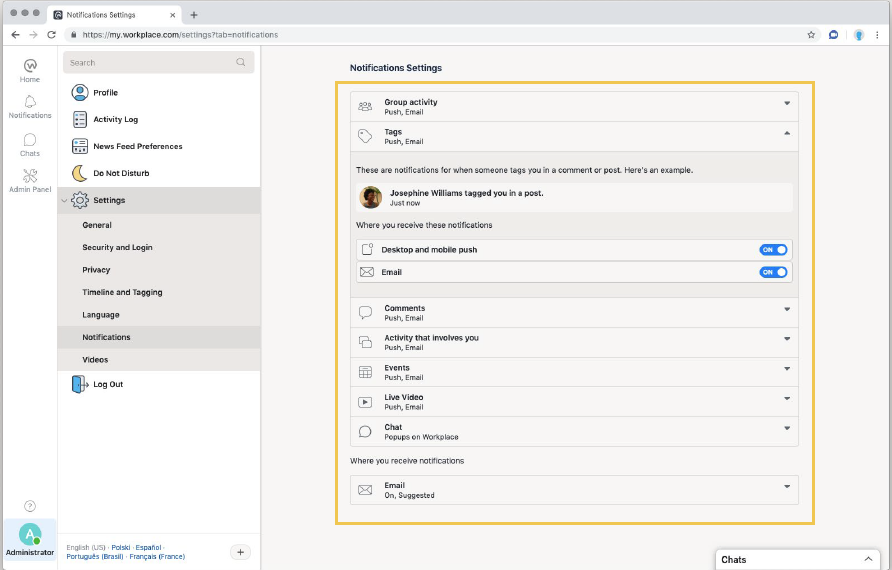 Notifications Settings
https://my.workplace.com/settings?tab=notifications
Home
Notifications
Chats
Admin Panel
Search
Profile
Activity Log
News Feed Preferences
Do Not Disturb
Settings
General
Security and Login
Privacy
Timeline and Tagging
Language
Notifications
Videos
Log Out
Notifications Settings
Group activity
Push, Email
Tags
Push, Email
These are notifications for when someone tags you in a comment or post. Here's an example.
Josephine Williams tagged you in a post.
Just now
Where you receive these notifications
Desktop and mobile push
ON
Email
ON
Comments
Push, Email
Activity that involves you
Push, Email
Events
Push, Email
Live Video
Push, Email
Chat
Popups on Workplace
Where you receive notifications
Email
On, Suggested
A
Administrator
English (US) · Polski · Español ·
Português (Brasil) · Français (France)
Chats